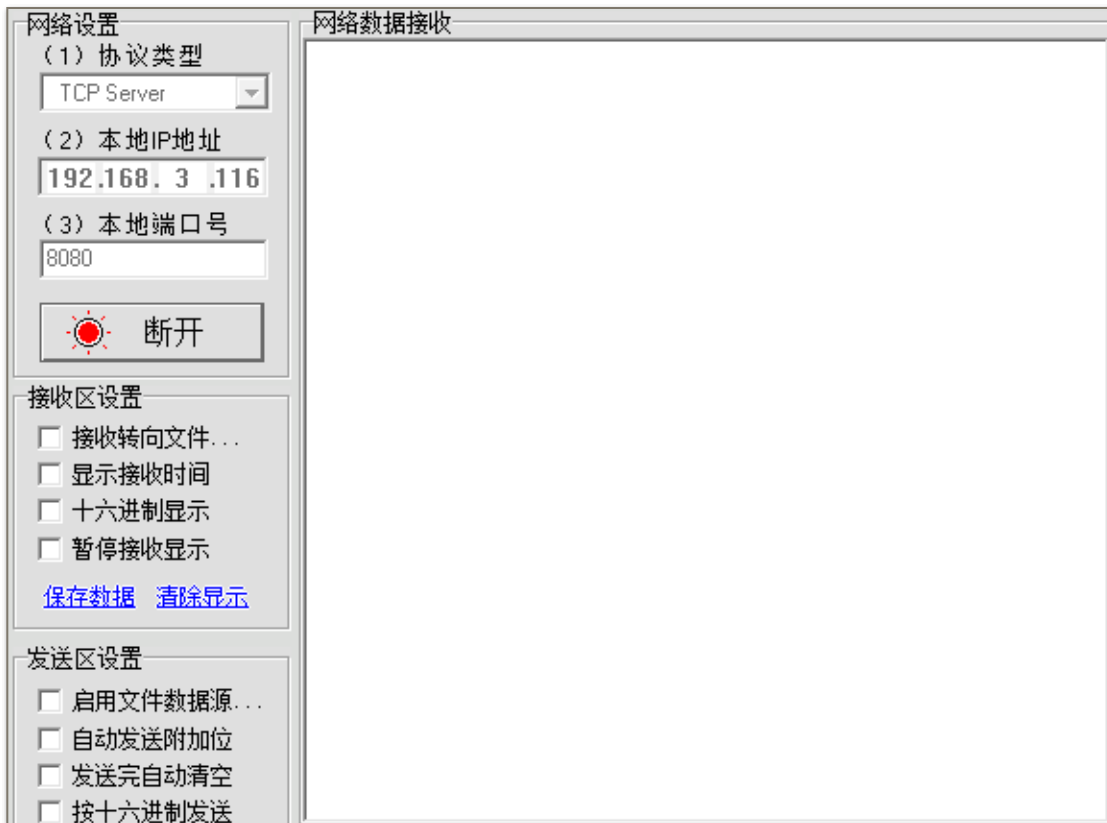 网络设置
(1) 协议类型
TCP Server
(2) 本地IP地址
192.168. 3 .116
(3) 本地端口号
8080
断开
接收区设置
接收转向文件...
显示接收时间
十六进制显示
暂停接收显示
保存数据 清除显示
发送区设置
启用文件数据源...
自动发送附加位
发送完自动清空
按十六进制发送
网络数据接收